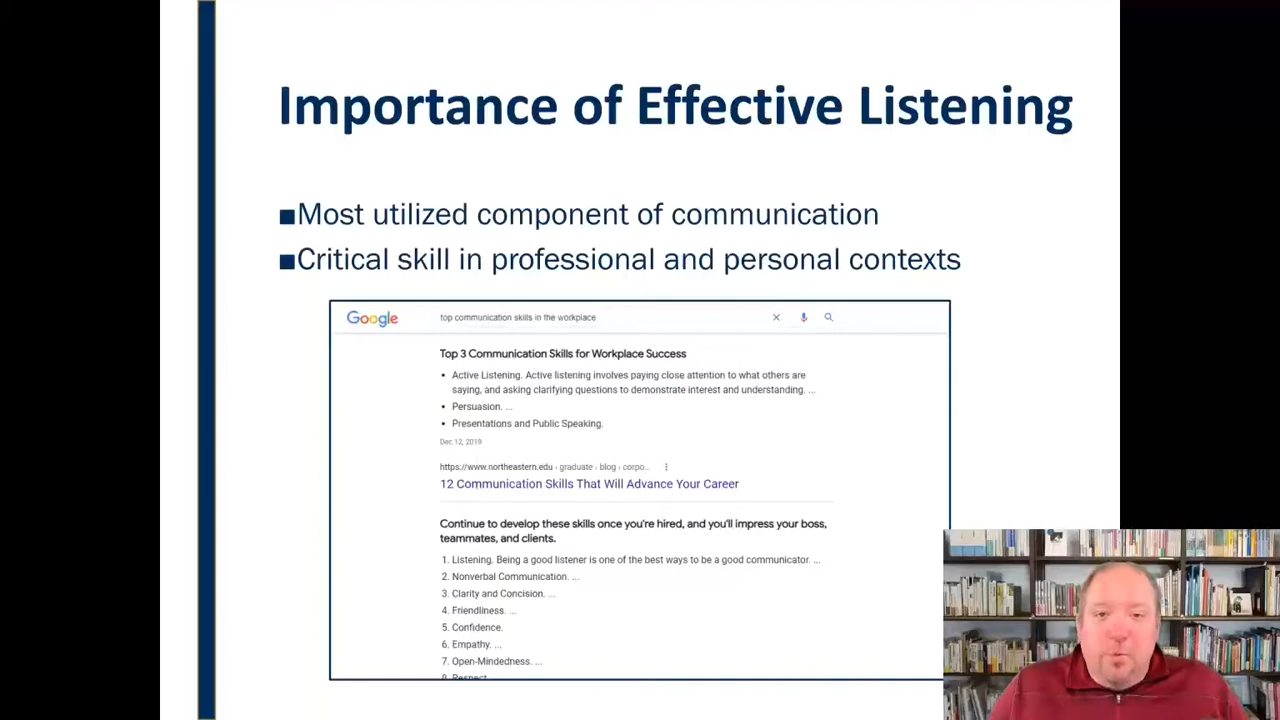 Importance of Effective Listening
■Most utilized component of communication
■Critical skill in professional and personal contexts
Google top communication skills in the workplace
Top 3 Communication Skills for Workplace Success
• Active Listening. Active listening involves paying close attention to what others are
saying, and asking clarifying questions to demonstrate interest and understanding. ...
• Persuasion. ...
• Presentations and Public Speaking.
Dec 12, 2019
https://www.northeastern.edu › graduate › blog › corpo...
12 Communication Skills That Will Advance Your Career
Continue to develop these skills once you're hired, and you'll impress your boss,
teammates, and clients.
1. Listening. Being a good listener is one of the best ways to be a good communicator. ...
2. Nonverbal Communication. ...
3. Clarity and Concision. ...
4. Friendliness. ...
5. Confidence.
6. Empathy. ...
7. Open-Mindedness. ...
8. Respect.